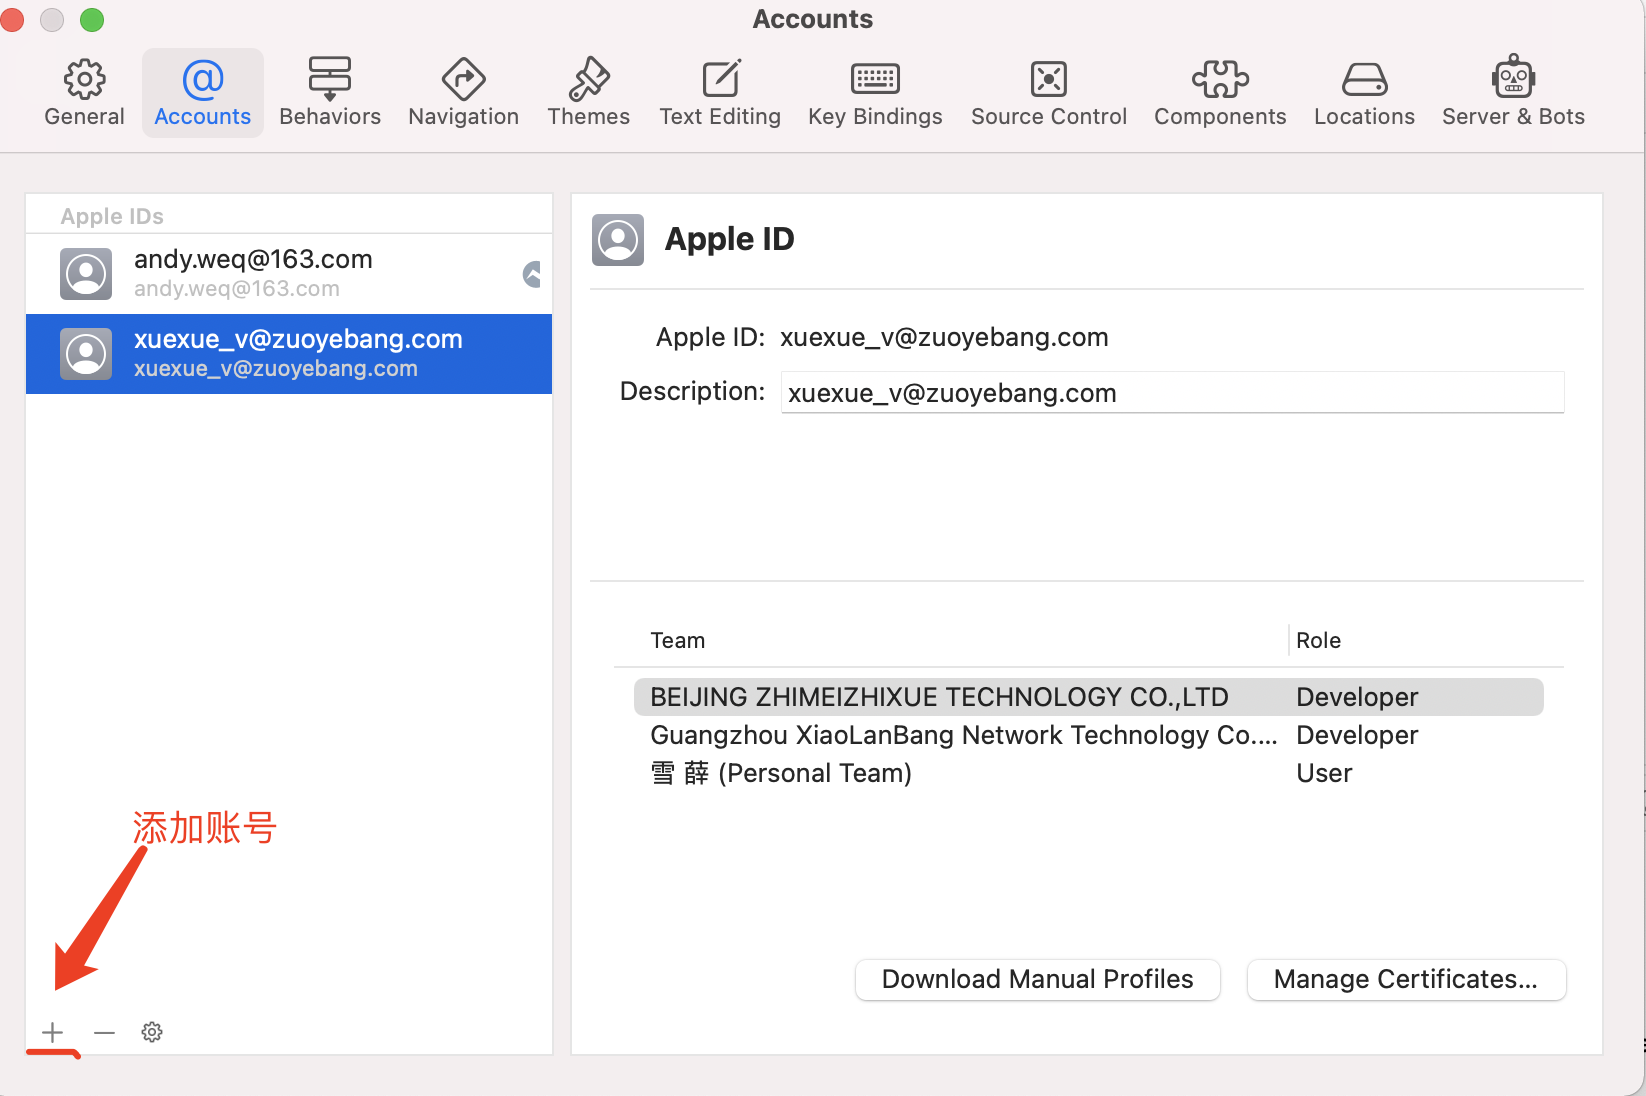 Accounts
General
Accounts
Behaviors
Navigation
Themes
Text Editing
Key Bindings
Source Control
Components
Locations
Server & Bots
Apple IDs
andy.weq@163.com
andy.weq@163.com
xuexue_v@zuoyebang.com
xuexue_v@zuoyebang.com
添加账号
Apple ID
Apple ID: xuexue_v@zuoyebang.com
Description: xuexue_v@zuoyebang.com
Team Role
BEIJING ZHIMEIZHIXUE TECHNOLOGY CO.,LTD Developer
Guangzhou XiaoLanBang Network Technology Co.... Developer
雪 薛 (Personal Team) User
Download Manual Profiles
Manage Certificates...